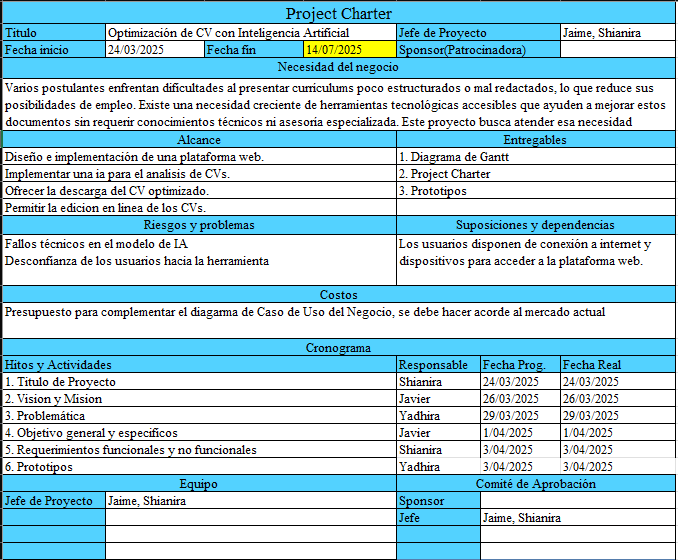 Project Charter
Titulo Optimización de CV con Inteligencia Artificial Jefe de Proyecto Jaime, Shianira
Fecha inicio 24/03/2025 Fecha fin 14/07/2025 Sponsor(Patrocinadora)
Necesidad del negocio
Varios postulantes enfrentan dificultades al presentar currículums poco estructurados o mal redactados, lo que reduce sus
posibilidades de empleo. Existe una necesidad creciente de herramientas tecnológicas accesibles que ayuden a mejorar estos
documentos sin requerir conocimientos técnicos ni asesoría especializada. Este proyecto busca atender esa necesidad
Alcance Entregables
Diseño e implementación de una plataforma web. 1. Diagrama de Gantt
Implementar una ia para el analisis de CVs. 2. Project Charter
Ofrecer la descarga del CV optimizado. 3. Prototipos
Permitir la edicion en linea de los CVs.
Riesgos y problemas Suposiciones y dependencias
Fallos técnicos en el modelo de IA Los usuarios disponen de conexión a internet y
Desconfianza de los usuarios hacia la herramienta dispositivos para acceder a la plataforma web.
Costos
Presupuesto para complementar el diagarma de Caso de Uso del Negocio, se debe hacer acorde al mercado actual
Cronograma
Hitos y Actividades Responsable Fecha Prog. Fecha Real
1. Titulo de Proyecto Shianira 24/03/2025 24/03/2025
2. Vision y Mision Javier 26/03/2025 26/03/2025
3. Problemática Yadhira 29/03/2025 29/03/2025
4. Objetivo general y especificos Javier 1/04/2025 1/04/2025
5. Requerimientos funcionales y no funcionales Shianira 3/04/2025 3/04/2025
6. Prototipos Yadhira 3/04/2025 3/04/2025
Equipo Comité de Aprobación
Jefe de Proyecto Jaime, Shianira Sponsor
Jefe Jaime, Shianira